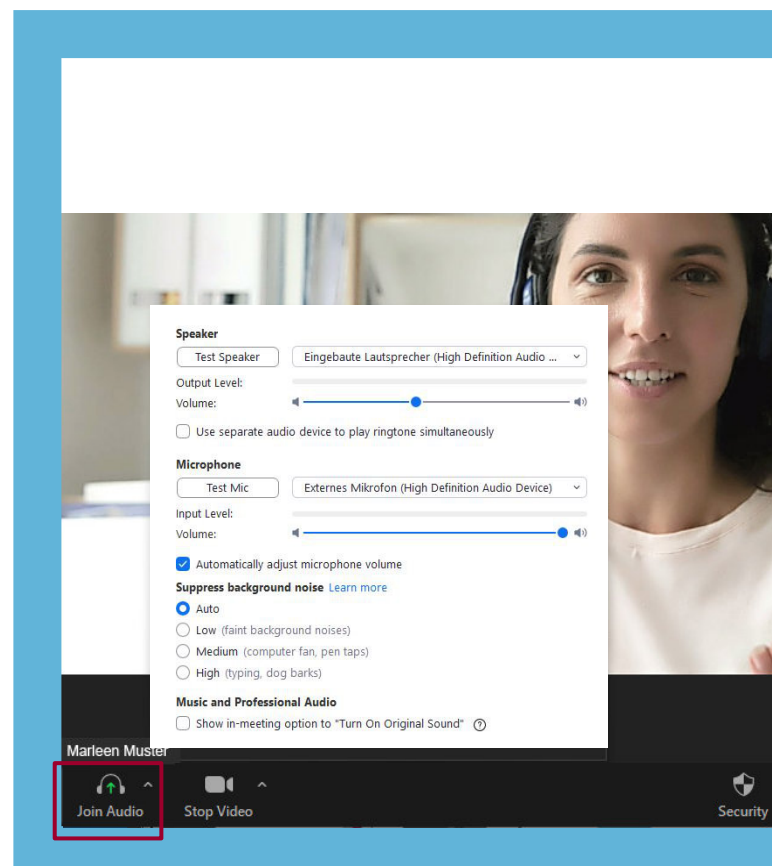 Speaker
Test Speaker Eingebaute Lautsprecher (High Definition Audio ...
Output Level:
Volume:
Use separate audio device to play ringtone simultaneously
Microphone
Test Mic Externes Mikrofon (High Definition Audio Device)
Input Level:
Volume:
Automatically adjust microphone volume
Suppress background noise Learn more
Auto
Low (faint background noises)
Medium (computer fan, pen taps)
High (typing, dog barks)
Music and Professional Audio
Show in-meeting option to "Turn On Original Sound" ?
Marleen Muster
Join Audio Stop Video Security